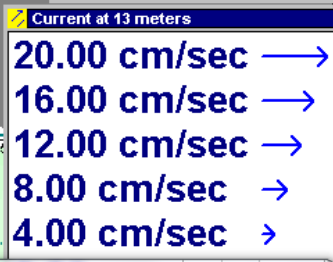 Current at 13 meters
20.00 cm/sec
16.00 cm/sec
12.00 cm/sec
8.00 cm/sec
4.00 cm/sec